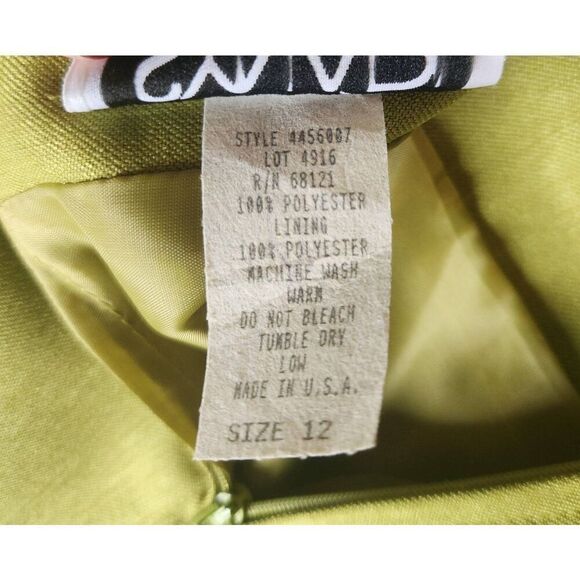 STYLE 4456007
LOT 4916
R/N 68121
100% POLYESTER
LINING
100% POLYESTER
MACHINE WASH
WARM
DO NOT BLEACH
TUMBLE DRY
LOW
MADE IN U.S.A.
SIZE 12